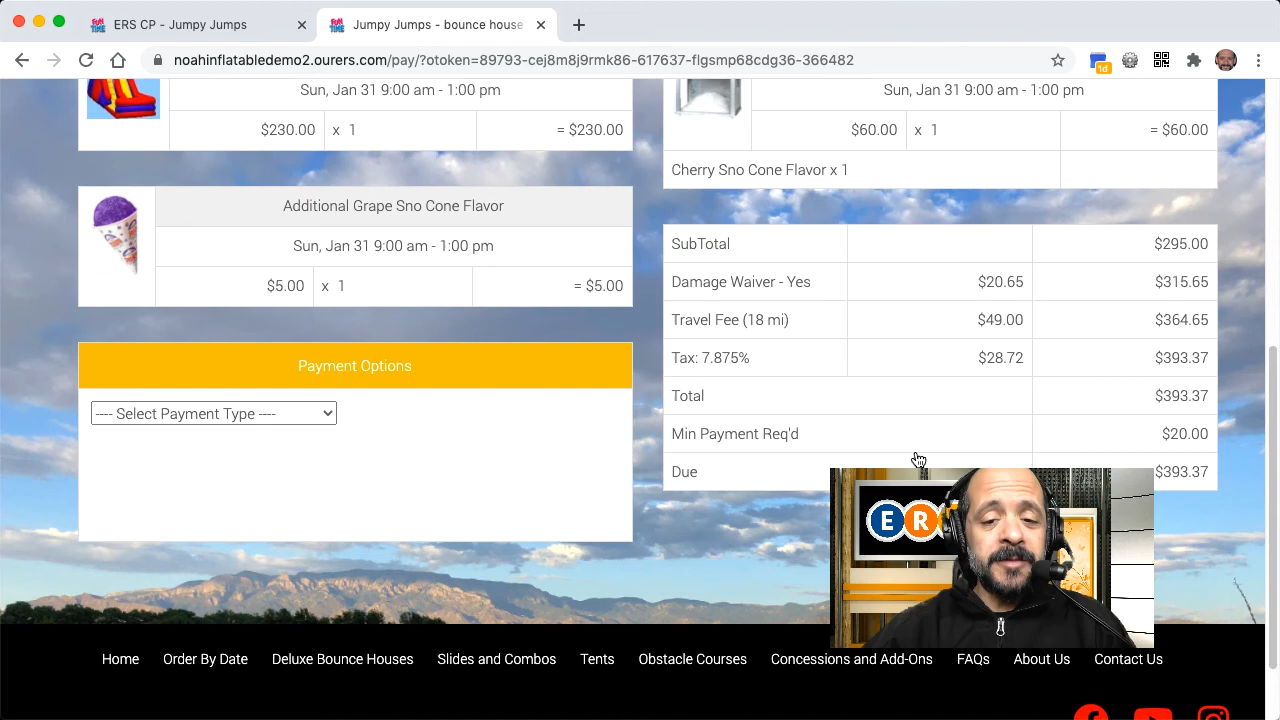 ERS CP - Jumpy Jumps
Jumpy Jumps - bounce house
noahinflatabledemo2.ourers.com/pay/?otoken=89793-cej8m8j9rmk86-617637-flgsmp68cdg36-366482
1d
Sun, Jan 31 9:00 am - 1:00 pm
$230.00 x 1 = $230.00
Additional Grape Sno Cone Flavor
Sun, Jan 31 9:00 am - 1:00 pm
$5.00 x 1 = $5.00
Payment Options
---- Select Payment Type ----
Sun, Jan 31 9:00 am - 1:00 pm
$60.00 x 1 = $60.00
Cherry Sno Cone Flavor x 1
SubTotal $295.00
Damage Waiver - Yes $20.65 $315.65
Travel Fee (18 mi) $49.00 $364.65
Tax: 7.875% $28.72 $393.37
Total $393.37
Min Payment Req'd $20.00
Due $393.37
ER
Home Order By Date Deluxe Bounce Houses Slides and Combos Tents Obstacle Courses Concessions and Add-Ons FAQs About Us Contact Us